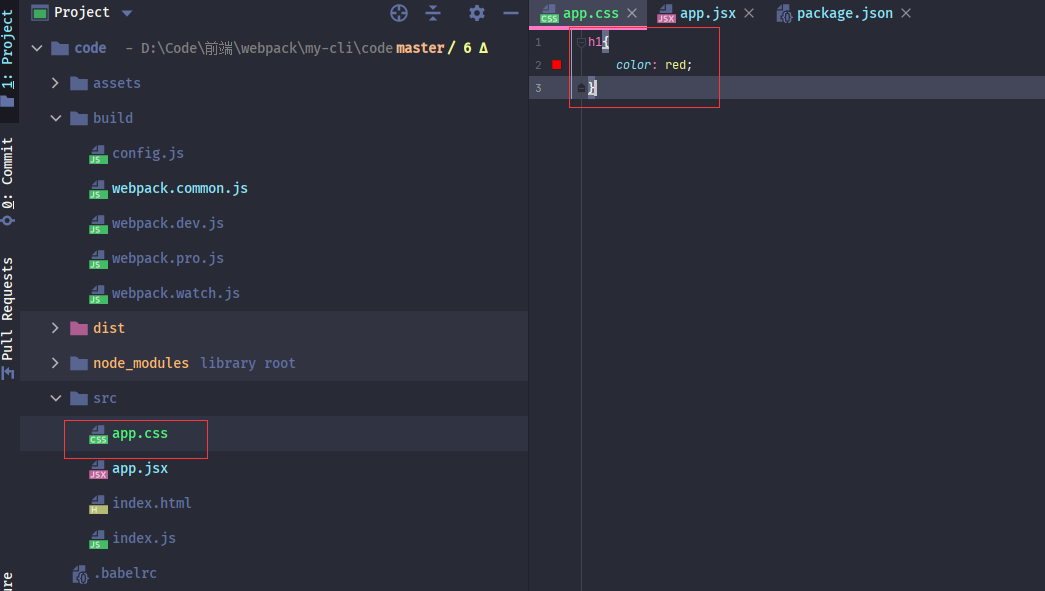 1: Project
0: Commit
Pull Requests
ure
Project
code – D:\Code\前端\webpack\my-cli\code master / 6 Δ
assets
build
config.js
webpack.common.js
webpack.dev.js
webpack.pro.js
webpack.watch.js
dist
node_modules library root
src
app.css
app.jsx
index.html
index.js
.babelrc
app.css app.jsx package.json
1 h1{
2 color: red;
3 }